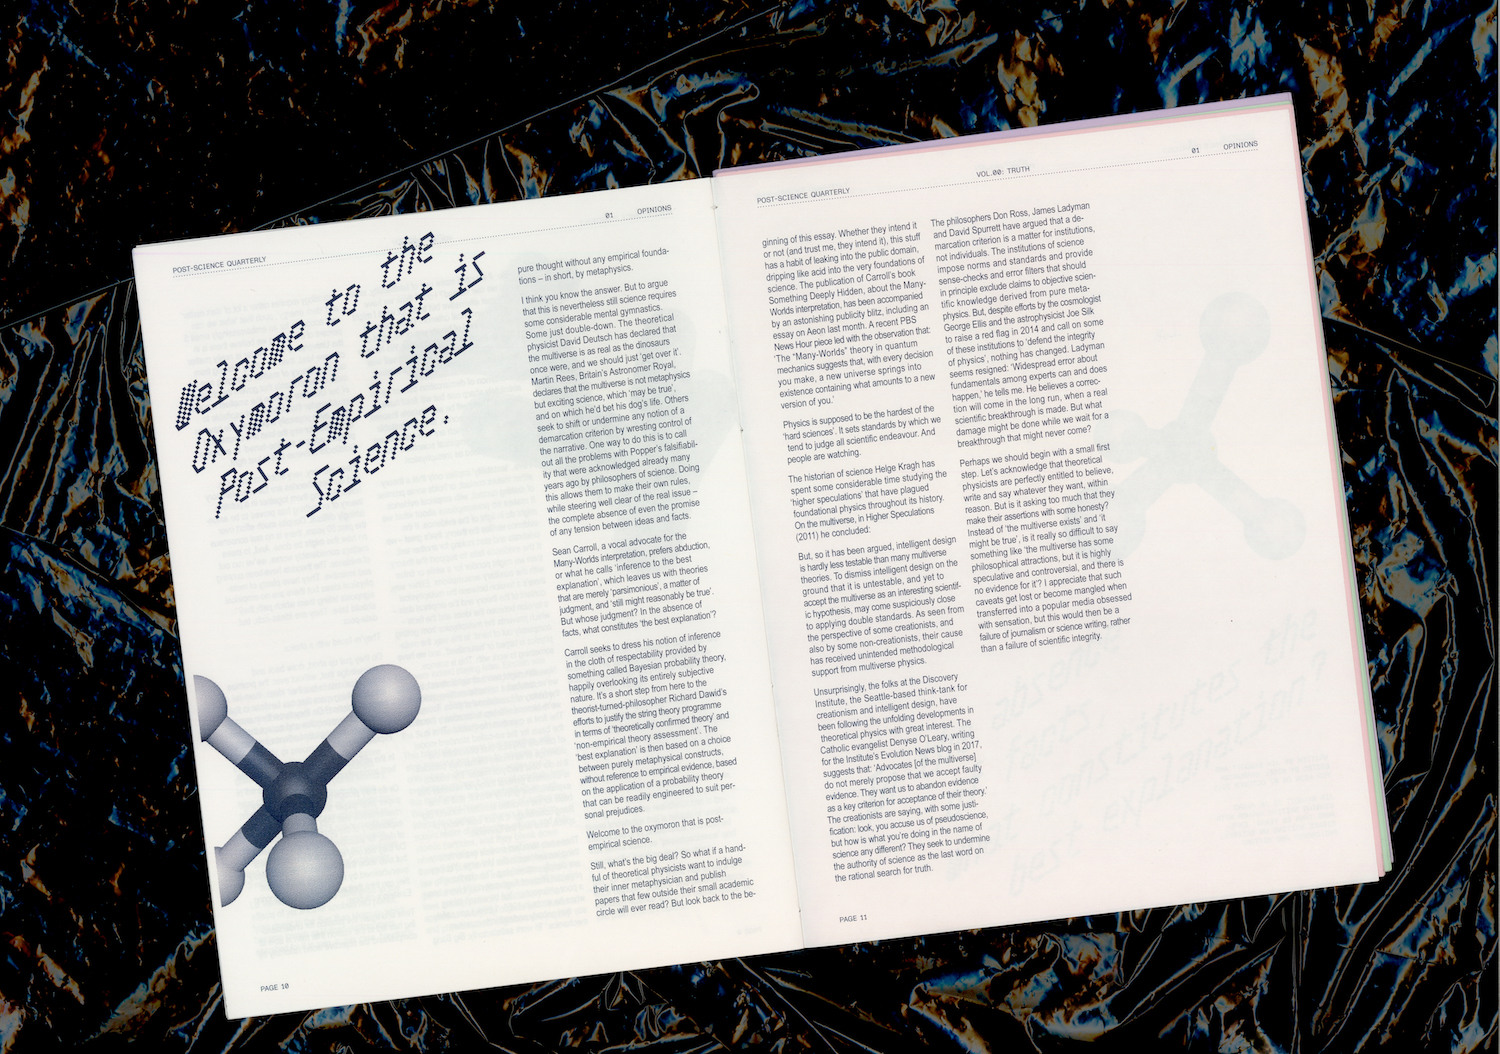 POST-SCIENCE QUARTERLY
01
OPINIONS
Welcome to the
Oxymoron that is
Post-Empirical
Science:
pure thought without any empirical founda-
tions – in short, by metaphysics.
I think you know the answer. But to argue
that this is nevertheless still science requires
some considerable mental gymnastics.
Some just double-down. The theoretical
physicist David Deutsch has declared that
the multiverse is as real as the dinosaurs
once were, and we should just ‘get over it’.
Martin Rees, Britain’s Astronomer Royal,
declares that the multiverse is not metaphysics
but exciting science, which ‘may be true’,
and on which he’d bet his dog’s life. Others
seek to shift or undermine any notion of a
demarcation criterion by wresting control of
the narrative. One way to do this is to call
out all the problems with Popper’s falsifiabil-
ity that were acknowledged already many
years ago by philosophers of science. Doing
this allows them to make their own rules,
while steering well clear of the real issue –
the complete absence of even the promise
of any tension between ideas and facts.
Sean Carroll, a vocal advocate for the
Many-Worlds interpretation, prefers abduction,
or what he calls ‘inference to the best
explanation’, which leaves us with theories
that are merely ‘parsimonious’, a matter of
judgment, and ‘still might reasonably be true’.
But whose judgment? In the absence of
facts, what constitutes ‘the best explanation’?
Carroll seeks to dress his notion of inference
in the cloth of respectability provided by
something called Bayesian probability theory,
happily overlooking its entirely subjective
nature. It’s a short step from here to the
theorist-turned-philosopher Richard Dawid’s
efforts to justify the string theory programme
in terms of ‘theoretically confirmed theory’ and
‘non-empirical theory assessment’. The
‘best explanation’ is then based on a choice
between purely metaphysical constructs,
without reference to empirical evidence, based
on the application of a probability theory
that can be readily engineered to suit per-
sonal prejudices.
Welcome to the oxymoron that is post-
empirical science.
Still, what’s the big deal? So what if a hand-
ful of theoretical physicists want to indulge
their inner metaphysician and publish
papers that few outside their small academic
circle will ever read? But look back to the be-
PAGE 10
POST-SCIENCE QUARTERLY
VOL.00: TRUTH
01
OPINIONS
ginning of this essay. Whether they intend it
or not (and trust me, they intend it), this stuff
has a habit of leaking into the public domain,
dripping like acid into the very foundations of
science. The publication of Carroll’s book
Something Deeply Hidden, about the Many-
Worlds interpretation, has been accompanied
by an astonishing publicity blitz, including an
essay on Aeon last month. A recent PBS
News Hour piece led with the observation that:
‘The “Many-Worlds” theory in quantum
mechanics suggests that, with every decision
you make, a new universe springs into
existence containing what amounts to a new
version of you.’
Physics is supposed to be the hardest of the
‘hard sciences’. It sets standards by which we
tend to judge all scientific endeavour. And
people are watching.
The historian of science Helge Kragh has
spent some considerable time studying the
‘higher speculations’ that have plagued
foundational physics throughout its history.
On the multiverse, in Higher Speculations
(2011) he concluded:
But, so it has been argued, intelligent design
is hardly less testable than many multiverse
theories. To dismiss intelligent design on the
ground that it is untestable, and yet to
accept the multiverse as an interesting scientif-
ic hypothesis, may come suspiciously close
to applying double standards. As seen from
the perspective of some creationists, and
also by some non-creationists, their cause
has received unintended methodological
support from multiverse physics.
Unsurprisingly, the folks at the Discovery
Institute, the Seattle-based think-tank for
creationism and intelligent design, have
been following the unfolding developments in
theoretical physics with great interest. The
Catholic evangelist Denyse O’Leary, writing
for the Institute’s Evolution News blog in 2017,
suggests that: ‘Advocates [of the multiverse]
do not merely propose that we accept faulty
evidence. They want us to abandon evidence
as a key criterion for acceptance of their theory.’
The creationists are saying, with some justi-
fication: look, you accuse us of pseudoscience,
but how is what you’re doing in the name of
science any different? They seek to undermine
the authority of science as the last word on
the rational search for truth.
The philosophers Don Ross, James Ladyman
and David Spurrett have argued that a de-
marcation criterion is a matter for institutions,
not individuals. The institutions of science
impose norms and standards and provide
sense-checks and error filters that should
in principle exclude claims to objective scien-
tific knowledge derived from pure meta-
physics. But, despite efforts by the cosmologist
George Ellis and the astrophysicist Joe Silk
to raise a red flag in 2014 and call on some
of these institutions to ‘defend the integrity
of physics’, nothing has changed. Ladyman
seems resigned: ‘Widespread error about
fundamentals among experts can and does
happen,’ he tells me. He believes a correc-
tion will come in the long run, when a real
scientific breakthrough is made. But what
damage might be done while we wait for a
breakthrough that might never come?
Perhaps we should begin with a small first
step. Let’s acknowledge that theoretical
physicists are perfectly entitled to believe,
write and say whatever they want, within
reason. But is it asking too much that they
make their assertions with some honesty?
Instead of ‘the multiverse exists’ and ‘it
might be true’, is it really so difficult to say
something like ‘the multiverse has some
philosophical attractions, but it is highly
speculative and controversial, and there is
no evidence for it’? I appreciate that such
caveats get lost or become mangled when
transferred into a popular media obsessed
with sensation, but this would then be a
failure of journalism or science writing, rather
than a failure of scientific integrity.
PAGE 11